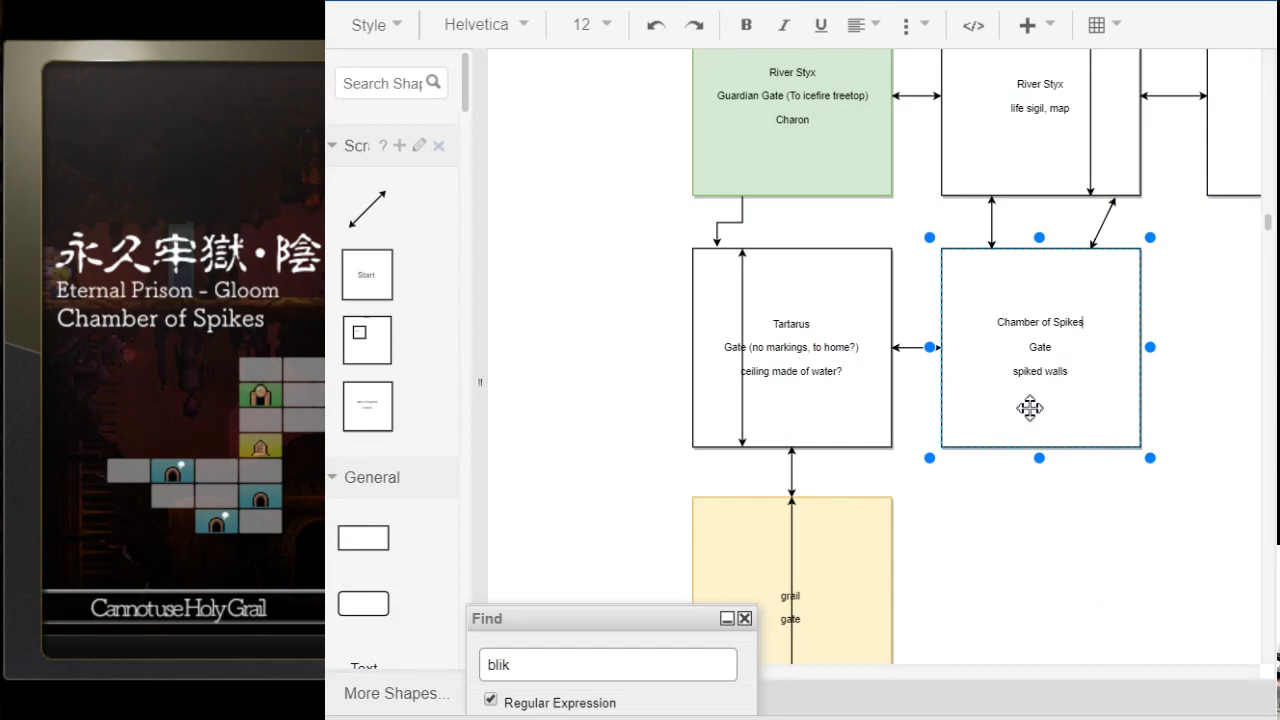 永久牢獄・陰
Eternal Prison - Gloom
Chamber of Spikes
Cannot use Holy Grail
Style
Helvetica
12
B
I
U
</>
Search Shap
Scra
?
Start
General
Text
More Shapes...
River Styx
Guardian Gate (To icefire treetop)
Charon
River Styx
life sigil, map
Tartarus
Gate (no markings, to home?)
ceiling made of water?
Chamber of Spikes
Gate
spiked walls
grail
gate
Find
blik
Regular Expression